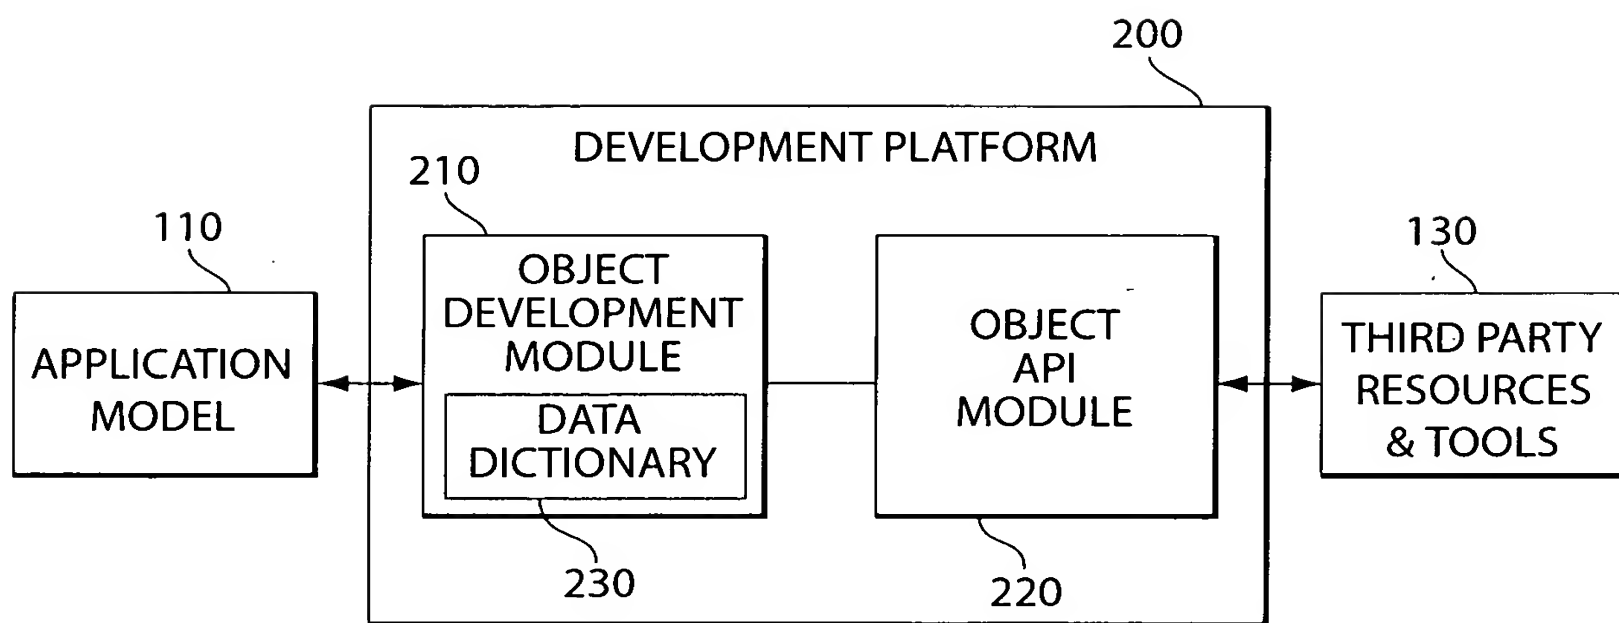 200
DEVELOPMENT PLATFORM
210
110
130
OBJECT
DEVELOPMENT
MODULE
DATA
DICTIONARY
APPLICATION
MODEL
OBJECT
API
MODULE
THIRD PARTY
RESOURCES
& TOOLS
230
220